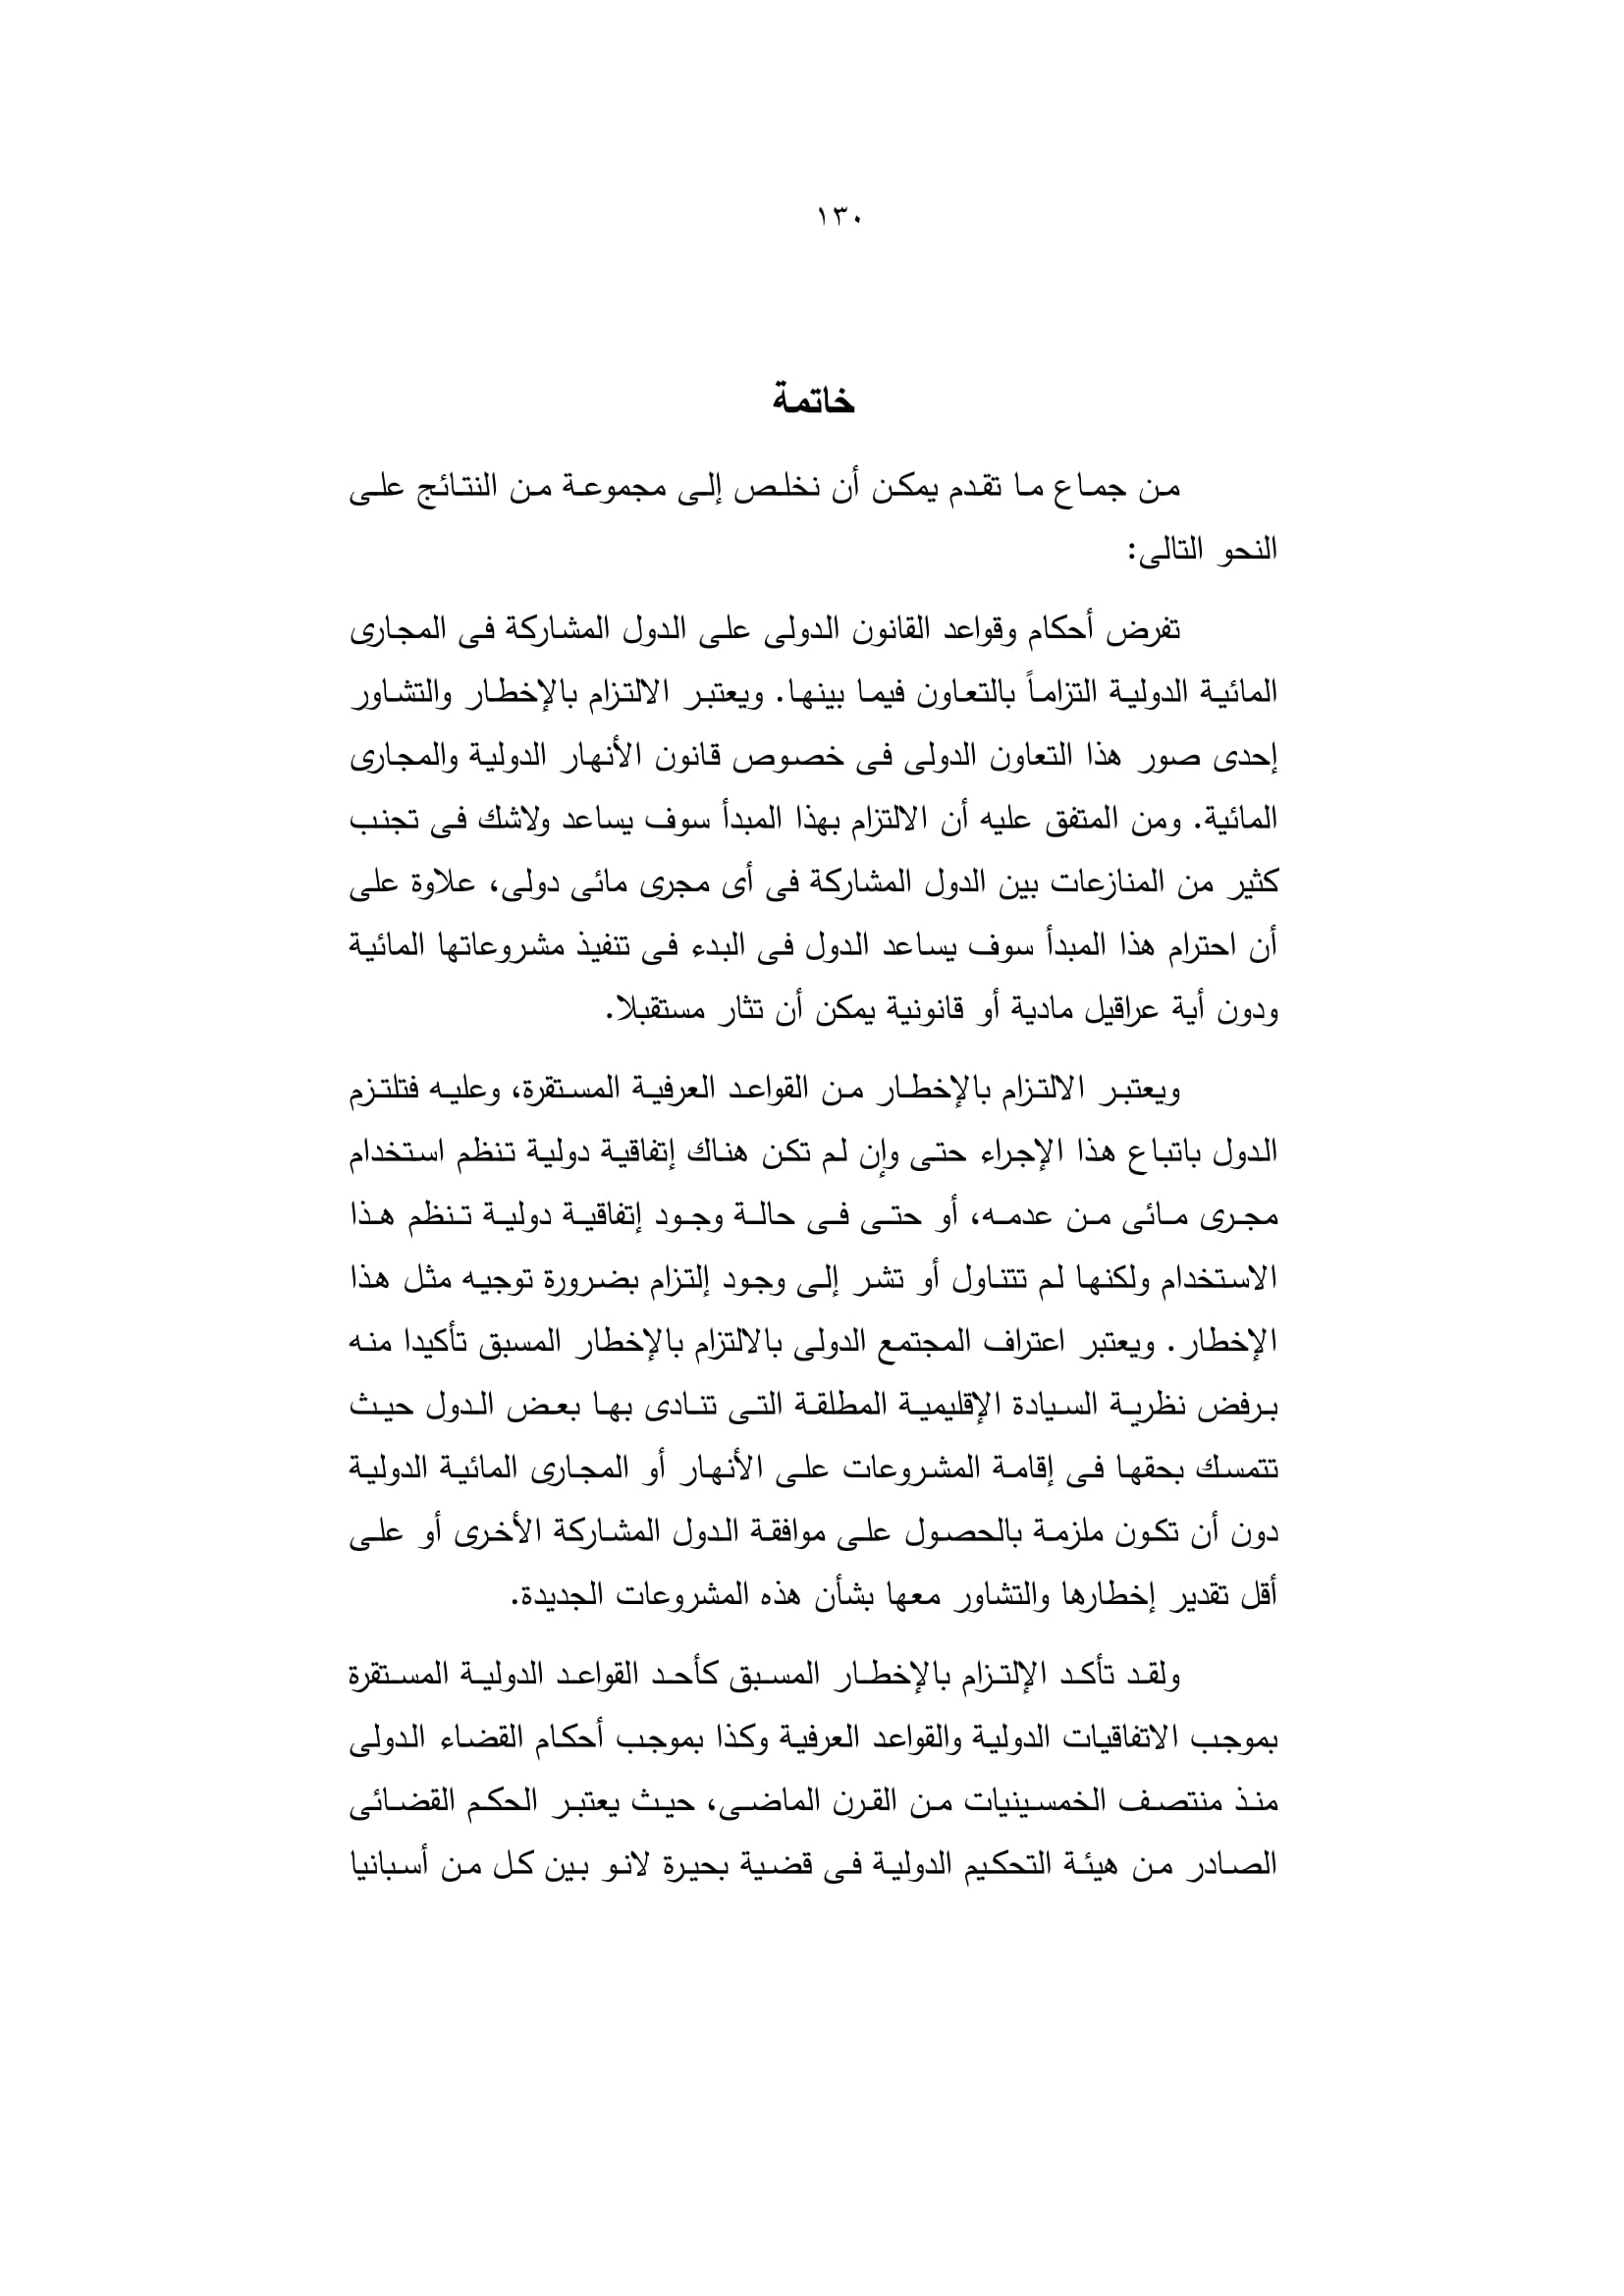 ١٣٠
خاتمة
من جماع ما تقدم يمكن أن نخلص إلى مجموعة من النتائج على
النحو التالى:
تفرض أحكام وقواعد القانون الدولى على الدول المشاركة فى المجارى
المائية الدولية التزاماً بالتعاون فيما بينها. ويعتبر الالتزام بالإخطار والتشاور
إحدى صور هذا التعاون الدولى فى خصوص قانون الأنهار الدولية والمجارى
المائية. ومن المتفق عليه أن الالتزام بهذا المبدأ سوف يساعد ولاشك فى تجنب
كثير من المنازعات بين الدول المشاركة فى أى مجرى مائى دولى، علاوة على
أن احترام هذا المبدأ سوف يساعد الدول فى البدء فى تنفيذ مشروعاتها المائية
ودون أية عراقيل مادية أو قانونية يمكن أن تثار مستقبلا.
ويعتبر الالتزام بالإخطار من القواعد العرفية المستقرة، وعليه فتلتزم
الدول باتباع هذا الإجراء حتى وإن لم تكن هناك إتفاقية دولية تنظم استخدام
مجرى مائى من عدمه، أو حتى فى حالة وجود إتفاقية دولية تنظم هذا
الاستخدام ولكنها لم تتناول أو تشر إلى وجود إلتزام بضرورة توجيه مثل هذا
الإخطار. ويعتبر اعتراف المجتمع الدولى بالالتزام بالإخطار المسبق تأكيدا منه
برفض نظرية السيادة الإقليمية المطلقة التى تنادى بها بعض الدول حيث
تتمسك بحقها فى إقامة المشروعات على الأنهار أو المجارى المائية الدولية
دون أن تكون ملزمة بالحصول على موافقة الدول المشاركة الأخرى أو على
أقل تقدير إخطارها والتشاور معها بشأن هذه المشروعات الجديدة.
ولقد تأكد الإلتزام بالإخطار المسبق كأحد القواعد الدولية المستقرة
بموجب الاتفاقيات الدولية والقواعد العرفية وكذا بموجب أحكام القضاء الدولى
منذ منتصف الخمسينيات من القرن الماضى، حيث يعتبر الحكم القضائى
الصادر من هيئة التحكيم الدولية فى قضية بحيرة لانو بين كل من أسبانيا